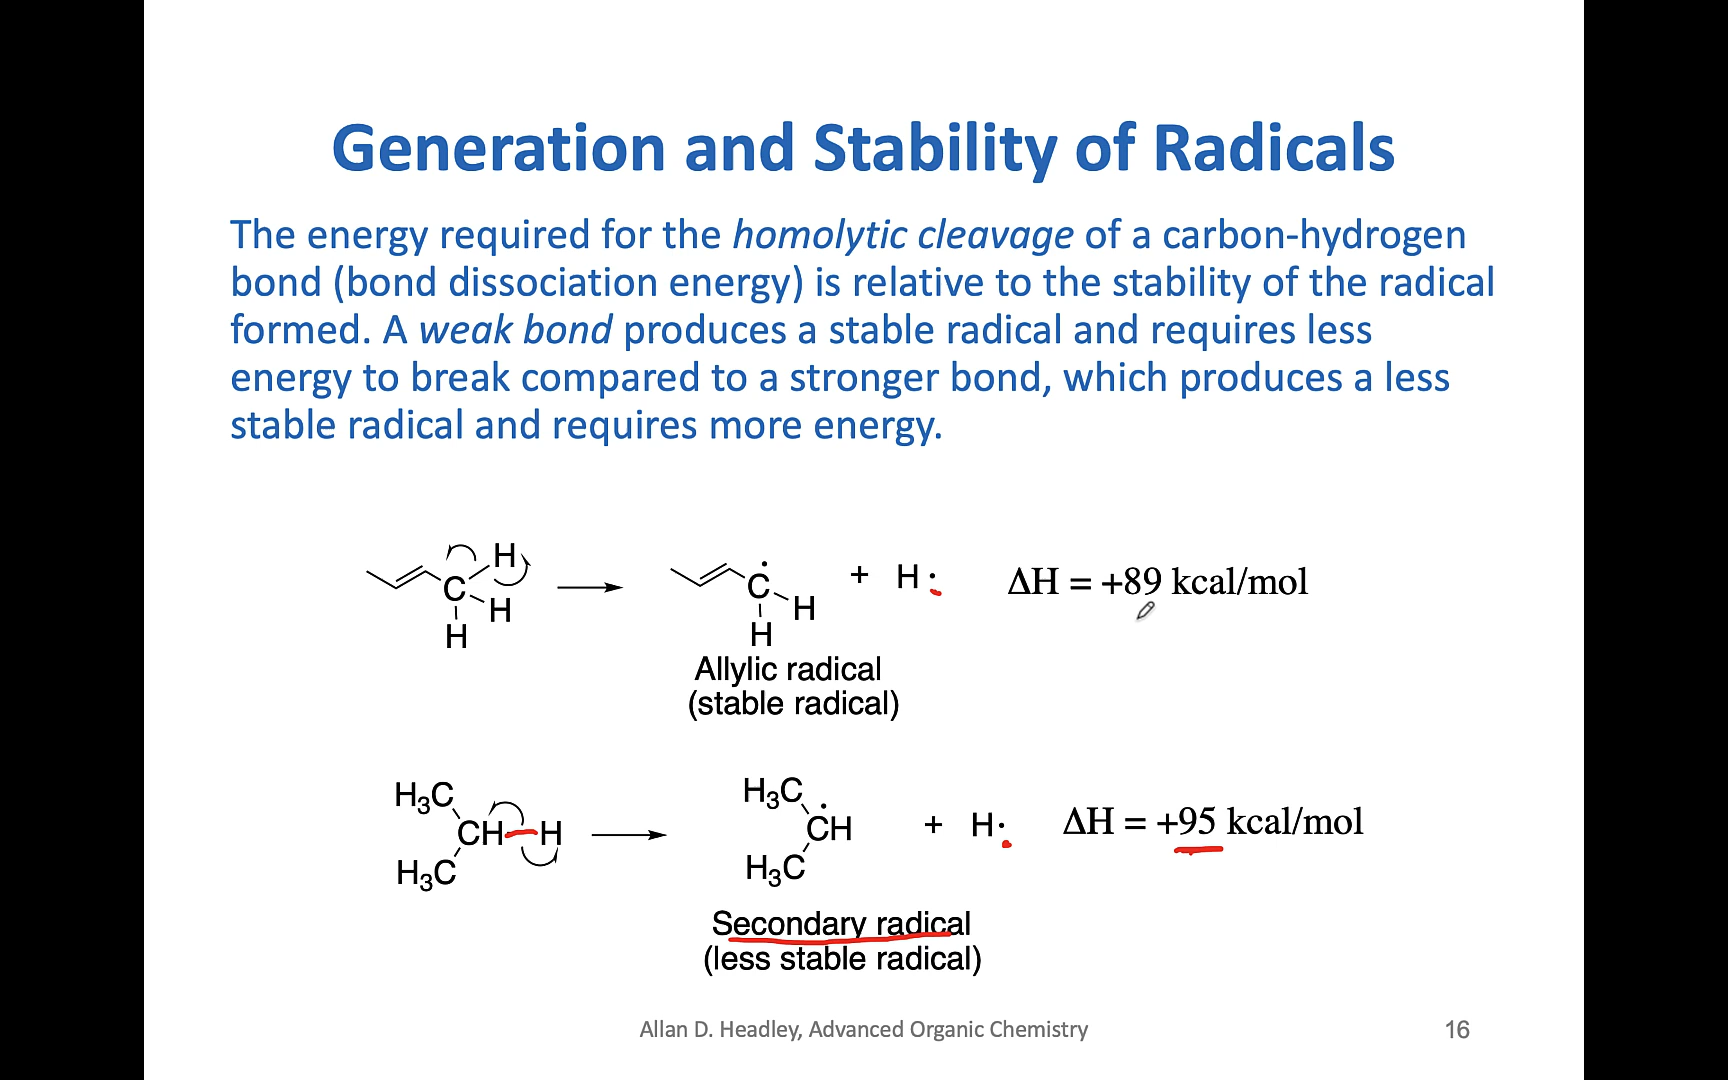 Generation and Stability of Radicals
The energy required for the homolytic cleavage of a carbon-hydrogen
bond (bond dissociation energy) is relative to the stability of the radical
formed. A weak bond produces a stable radical and requires less
energy to break compared to a stronger bond, which produces a less
stable radical and requires more energy.
H
C
H
H
C
H
H
+ H·
ΔH = +89 kcal/mol
Allylic radical
(stable radical)
H₃C
CH—H
H₃C
H₃C
CH
H₃C
+ H·
ΔH = +95 kcal/mol
Secondary radical
(less stable radical)
Allan D. Headley, Advanced Organic Chemistry
16